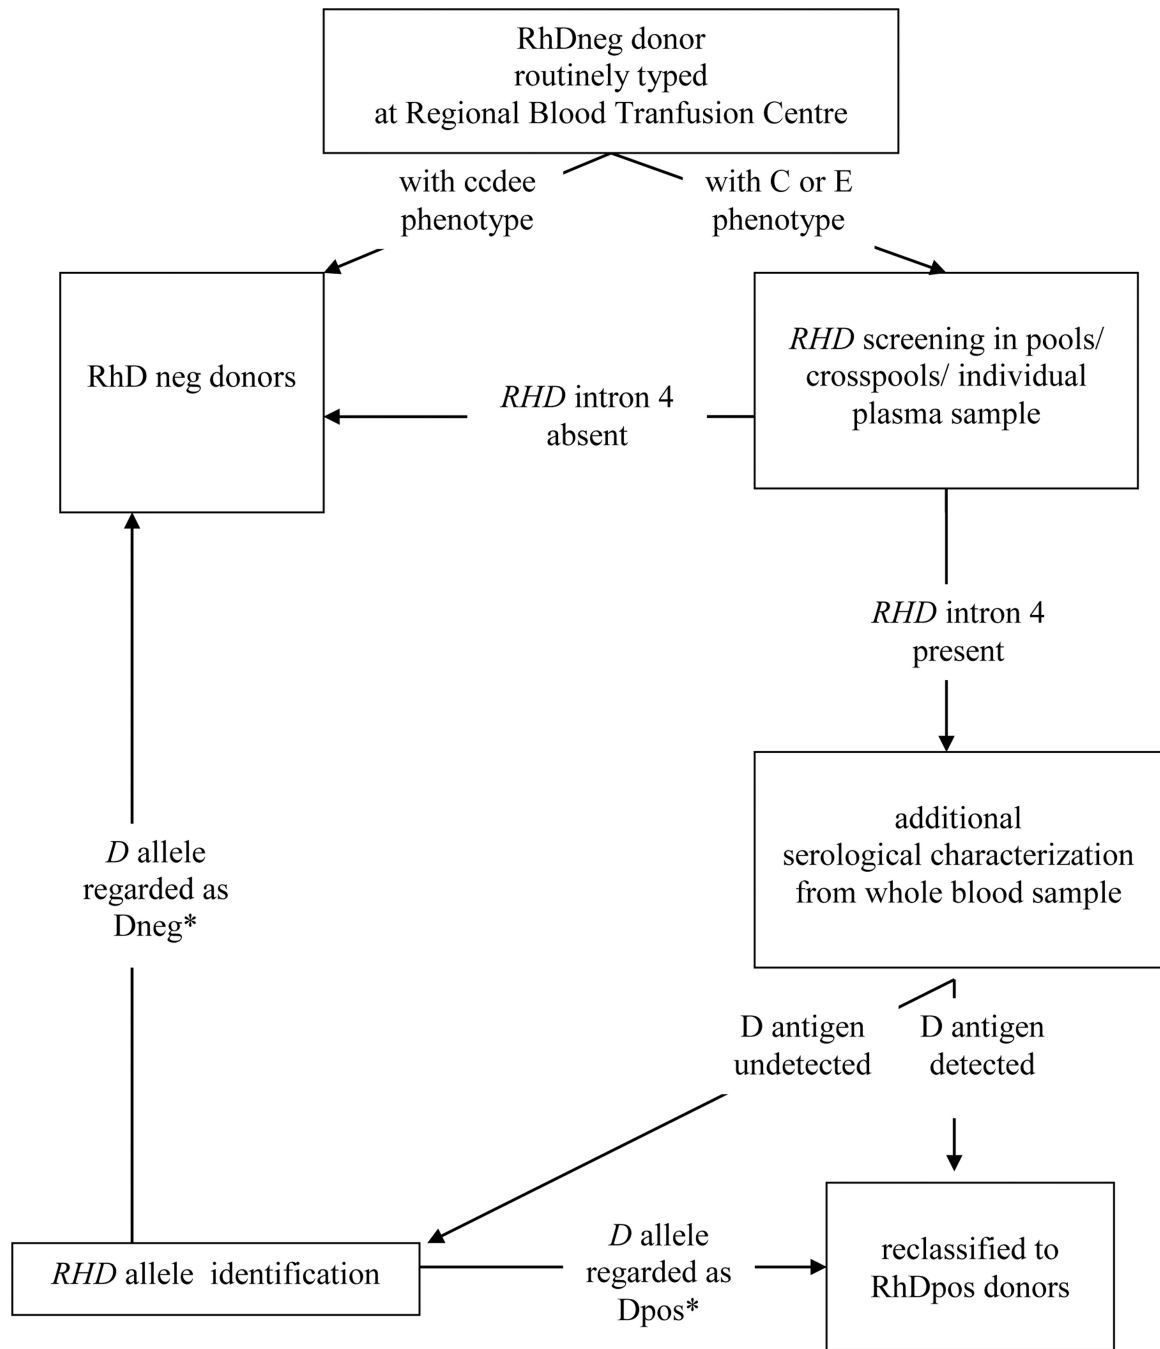 RhDneg donor
routinely typed
at Regional Blood Tranfusion Centre
with ccdee
phenotype
with C or E
phenotype
RhD neg donors
RHD intron 4
absent
RHD screening in pools/
crosspools/ individual
plasma sample
RHD intron 4
present
additional
serological characterization
from whole blood sample
D allele
regarded as
Dneg*
D antigen
undetected
D antigen
detected
RHD allele identification
D allele
regarded as
Dpos*
reclassified to
RhDpos donors